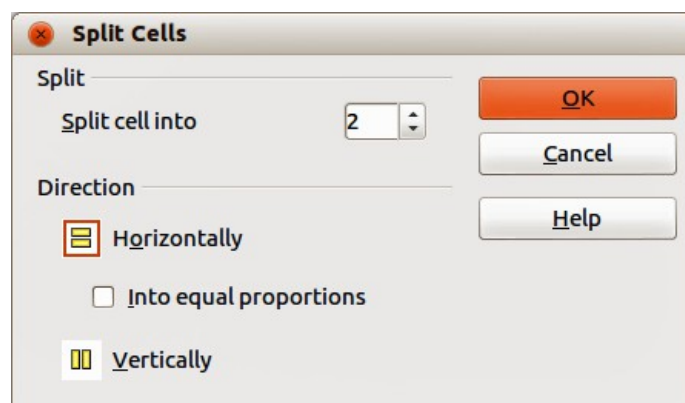 Split Cells
Split
Split cell into
2
OK
Cancel
Help
Direction
Horizontally
Into equal proportions
Vertically